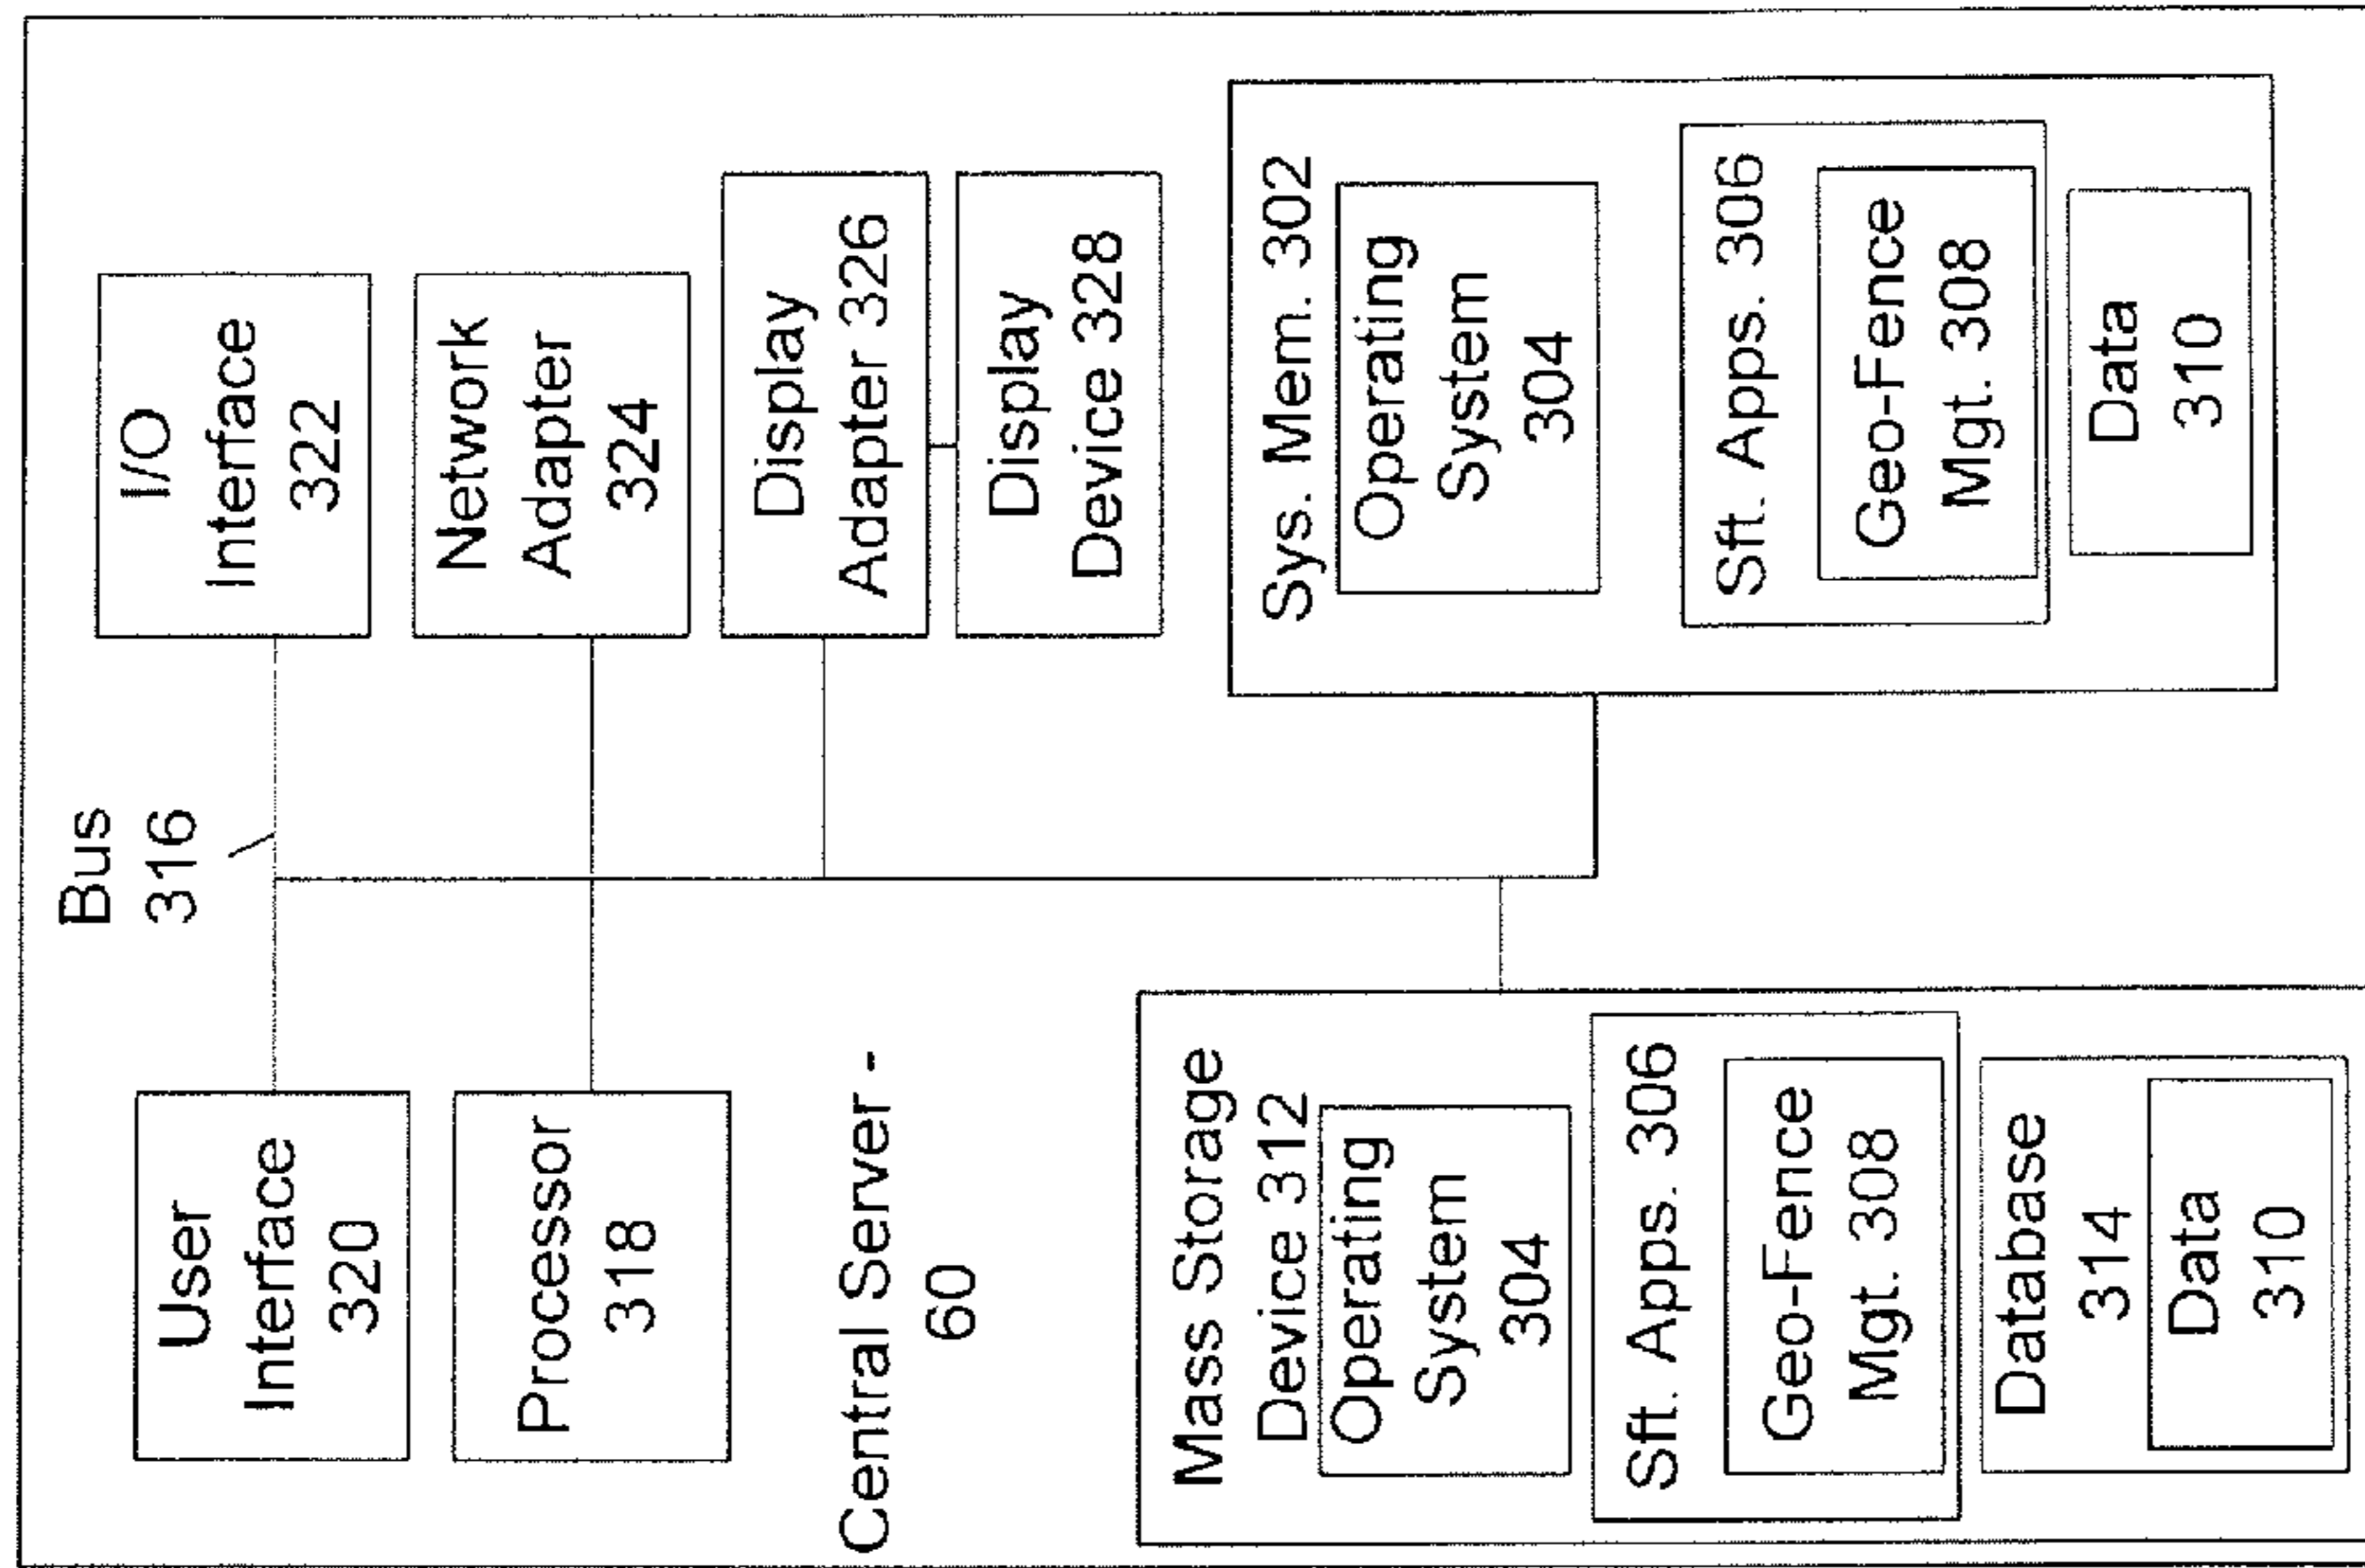 Bus
316
User
Interface
320
I/O
Interface
322
Processor
318
Network
Adapter
324
Central Server -
60
Display
Adapter 326
Display
Device 328
Mass Storage
Device 312
Operating
System
304
Sft. Apps. 306
Geo-Fence
Mgt. 308
Database
314
Data
310
Sys. Mem. 302
Operating
System
304
Sft. Apps. 306
Geo-Fence
Mgt. 308
Data
310